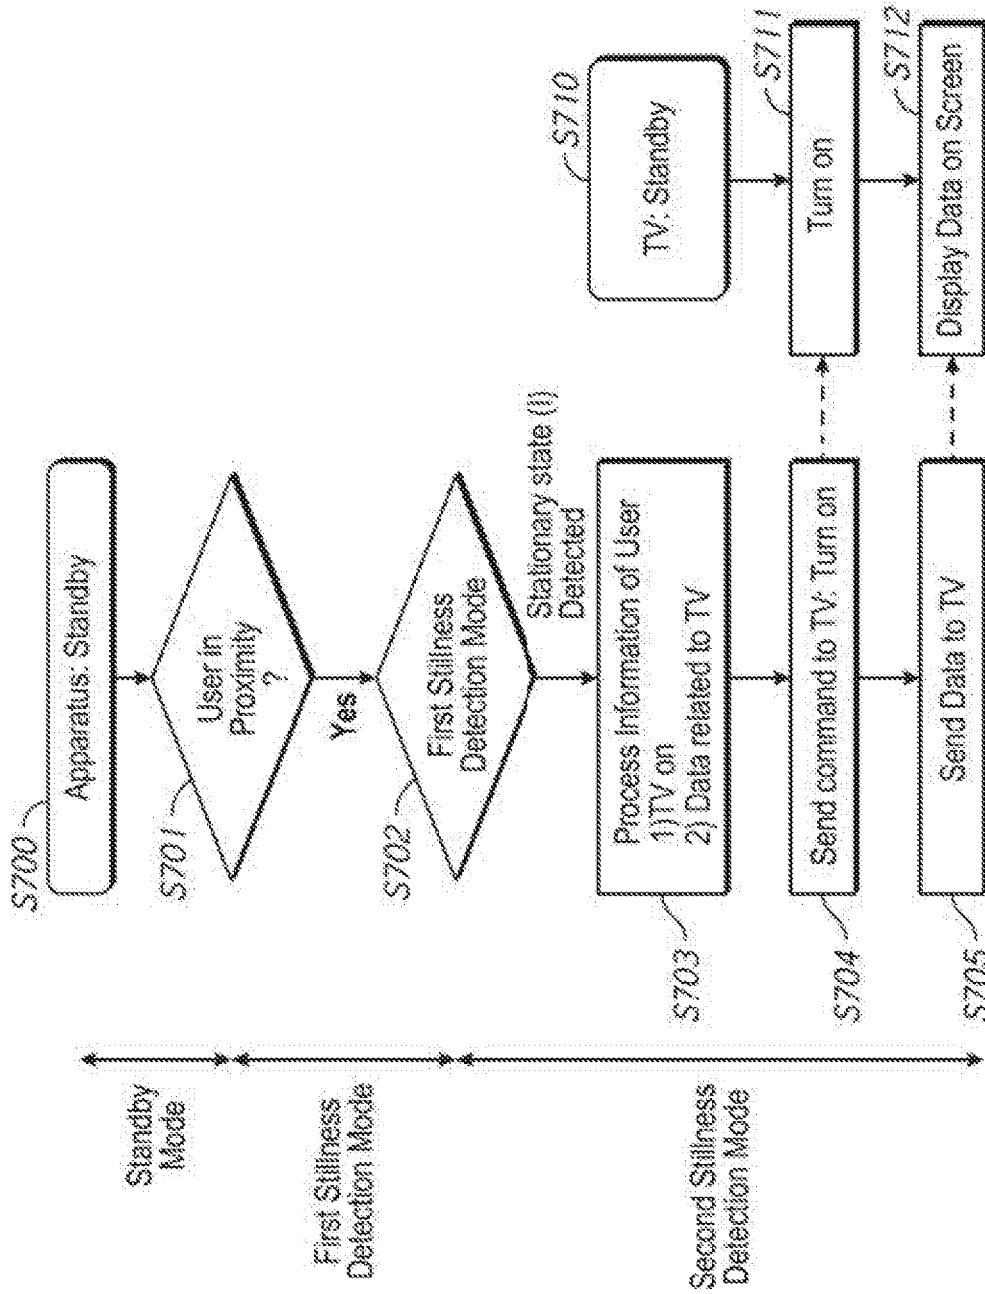 S700
Apparatus: Standby
S701
User in
Proximity
?
Yes
S702
First Stillness
Detection Mode
Stationary state (I)
Detected
S703
Process Information of User
1)TV on
2) Data related to TV
S704
Send command to TV: Turn on
S705
Send Data to TV
S710
TV: Standby
S711
Turn on
S712
Display Data on Screen
Standby
Mode
First Stillness
Detection Mode
Second Stillness
Detection Mode